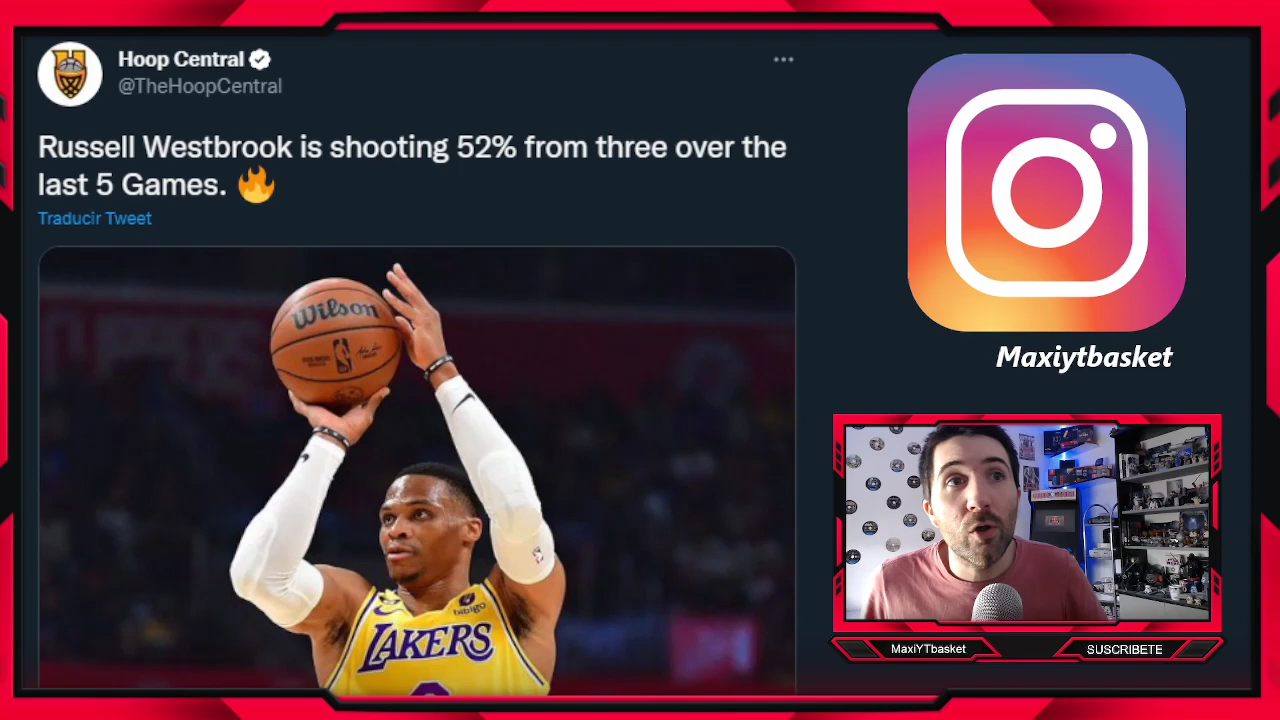 Hoop Central
@TheHoopCentral
Russell Westbrook is shooting 52% from three over the
last 5 Games. 🔥
Traducir Tweet
Wilson
bibigo
LAKERS
Maxiytbasket
MaxiYTbasket
SUSCRIBETE